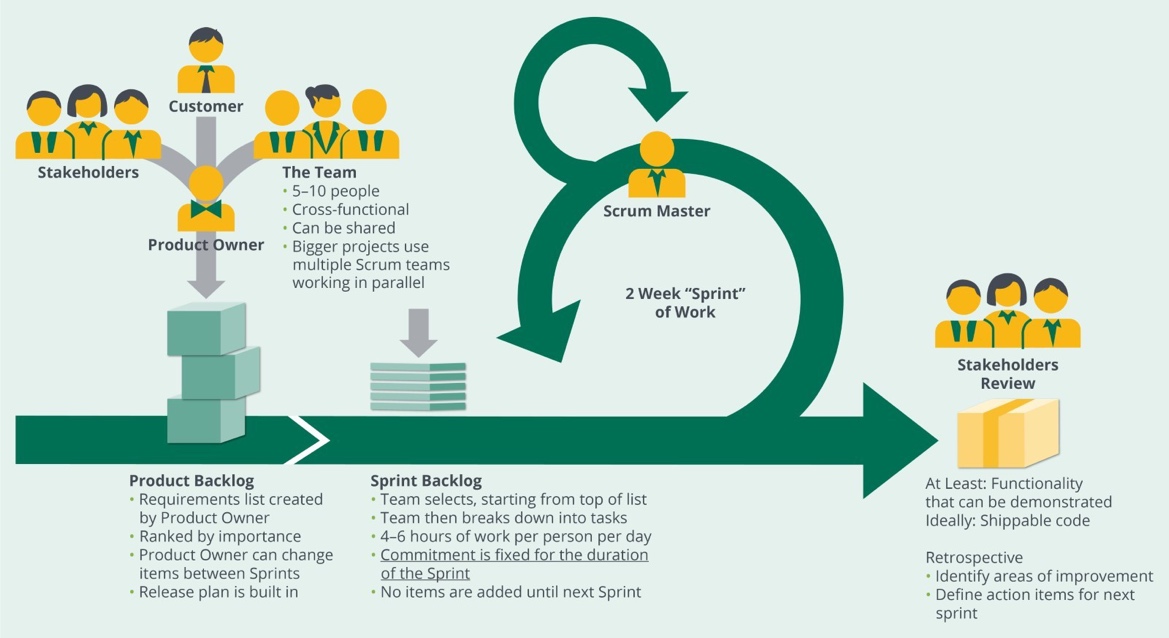 Customer
Stakeholders
The Team
• 5–10 people
• Cross-functional
• Can be shared
• Bigger projects use
multiple Scrum teams
working in parallel
Product Owner
Scrum Master
2 Week “Sprint”
of Work
Stakeholders
Review
Product Backlog
• Requirements list created
by Product Owner
• Ranked by importance
• Product Owner can change
items between Sprints
• Release plan is built in
Sprint Backlog
• Team selects, starting from top of list
• Team then breaks down into tasks
• 4–6 hours of work per person per day
• Commitment is fixed for the duration
of the Sprint
• No items are added until next Sprint
At Least: Functionality
that can be demonstrated
Ideally: Shippable code
Retrospective
• Identify areas of improvement
• Define action items for next
sprint